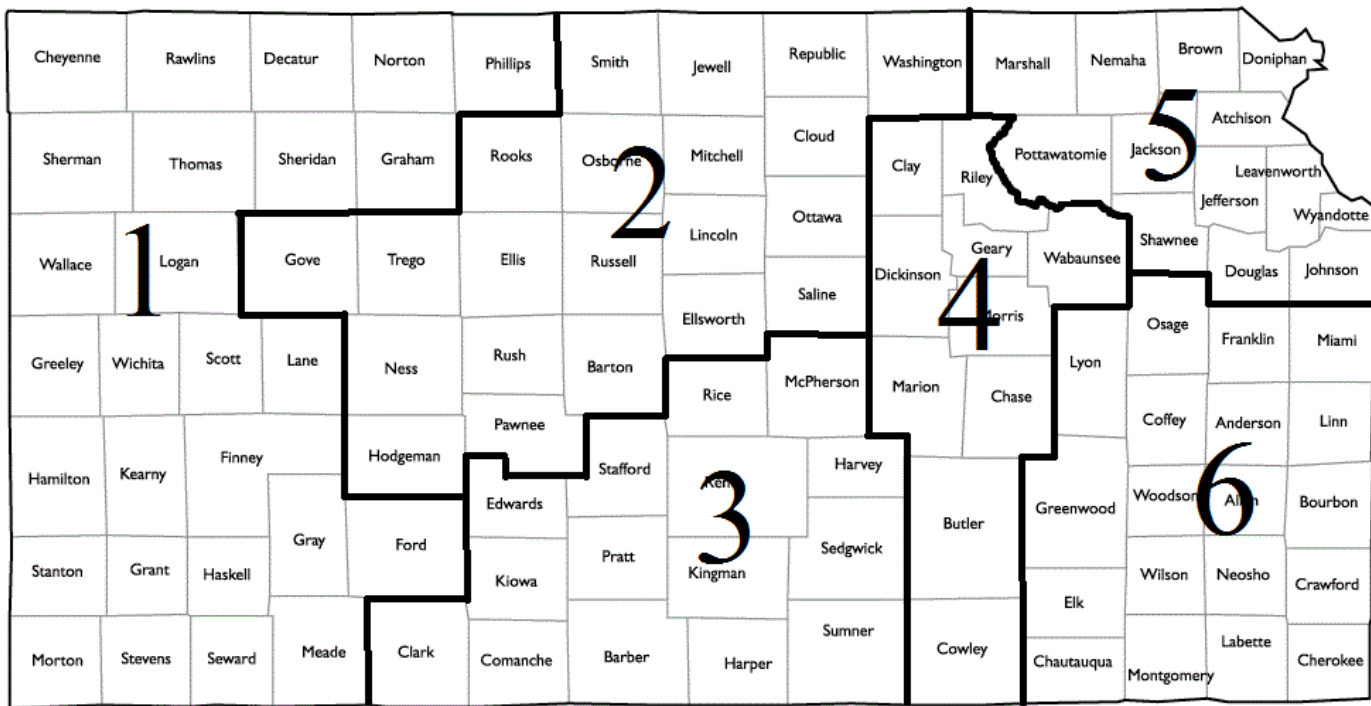 Cheyenne
Rawlins
Decatur
Norton
Phillips
Smith
Jewell
Republic
Washington
Marshall
Nemaha
Brown
Doniphan
Sherman
Thomas
Sheridan
Graham
Rooks
Osborne
Mitchell
Cloud
Clay
Riley
Pottawatomie
Jackson
Atchison
Leavenworth
Jefferson
Wyandotte
Wallace
Logan
Gove
Trego
Ellis
Russell
Lincoln
Ottawa
Dickinson
Geary
Wabaunsee
Shawnee
Douglas
Johnson
Saline
Ellsworth
Morris
Greeley
Wichita
Scott
Lane
Ness
Rush
Barton
Rice
McPherson
Marion
Chase
Lyon
Osage
Franklin
Miami
Pawnee
Hamilton
Kearny
Finney
Hodgeman
Stafford
Harvey
Coffey
Anderson
Linn
Edwards
Reno
Butler
Greenwood
Woodson
Allen
Bourbon
Gray
Ford
Stanton
Grant
Haskell
Kiowa
Pratt
Kingman
Sedgwick
Elk
Wilson
Neosho
Crawford
Morton
Stevens
Seward
Meade
Clark
Comanche
Barber
Harper
Sumner
Cowley
Chautauqua
Montgomery
Labette
Cherokee
1
2
3
4
5
6